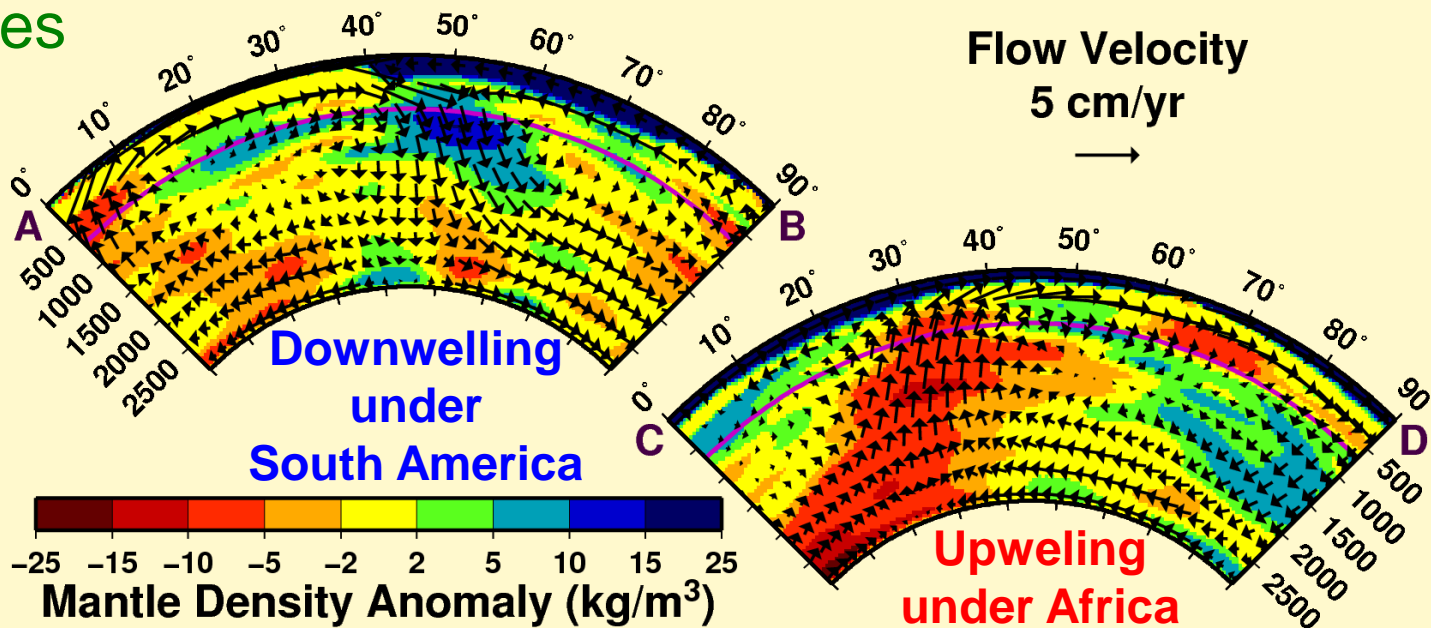 es
0° 10° 20° 30° 40° 50° 60° 70° 80° 90°
A
B
500
1000
1500
2000
2500
Downwelling
under
South America
Flow Velocity
5 cm/yr
0° 10° 20° 30° 40° 50° 60° 70° 80° 90°
C
D
500
1000
1500
2000
2500
Upweling
under Africa
−25 −15 −10 −5 −2 2 5 10 15 25
Mantle Density Anomaly (kg/m³)